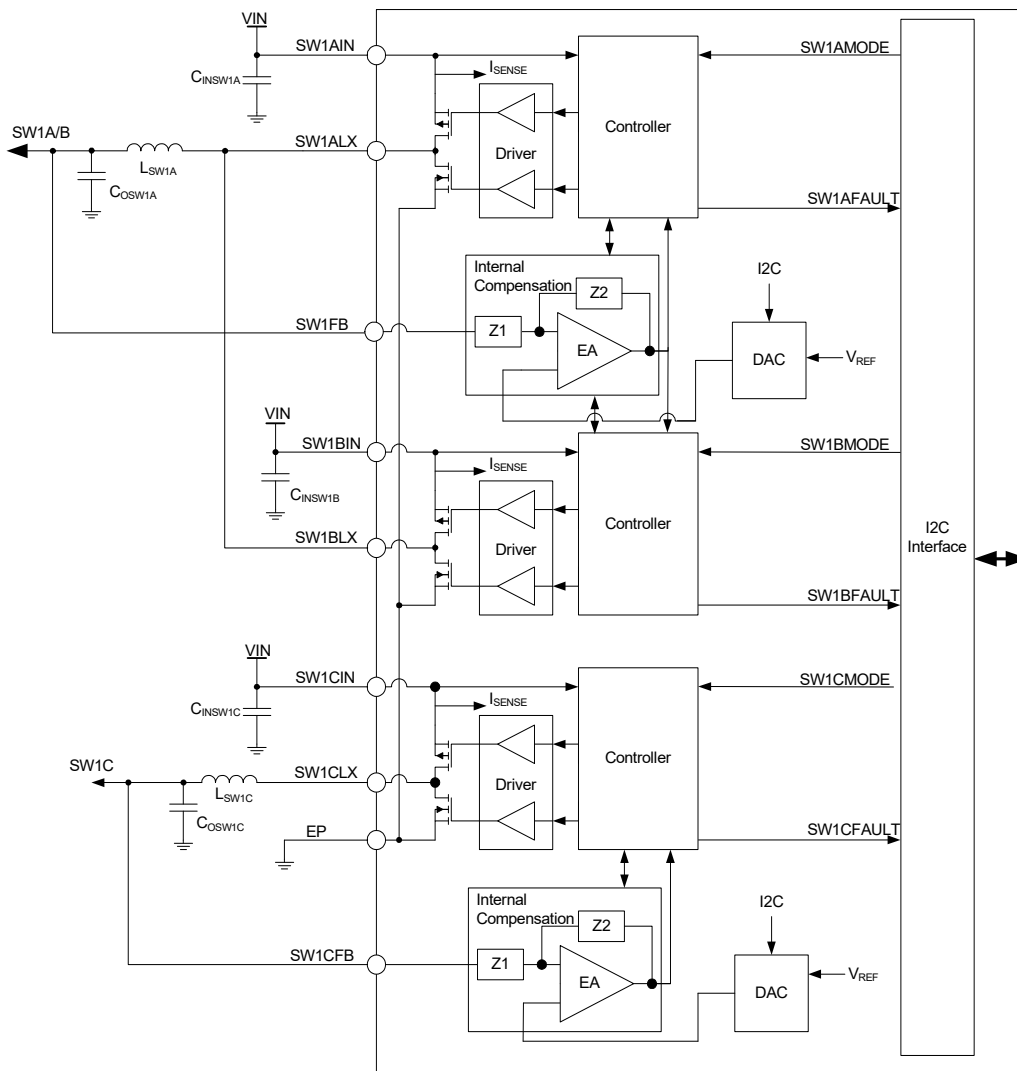 VIN
SW1AIN
CINSW1A
ISENSE
SW1AMODE
Controller
SW1A/B
LSW1A
COSW1A
SW1ALX
Driver
SW1AFAULT
Internal
Compensation
Z2
I2C
SW1FB
Z1
EA
DAC
VREF
VIN
SW1BIN
CINSW1B
ISENSE
SW1BMODE
Controller
SW1BLX
Driver
I2C
Interface
SW1BFAULT
VIN
SW1CIN
CINSW1C
ISENSE
SW1CMODE
Controller
SW1C
LSW1C
COSW1C
SW1CLX
Driver
EP
SW1CFAULT
Internal
Compensation
Z2
I2C
SW1CFB
Z1
EA
DAC
VREF